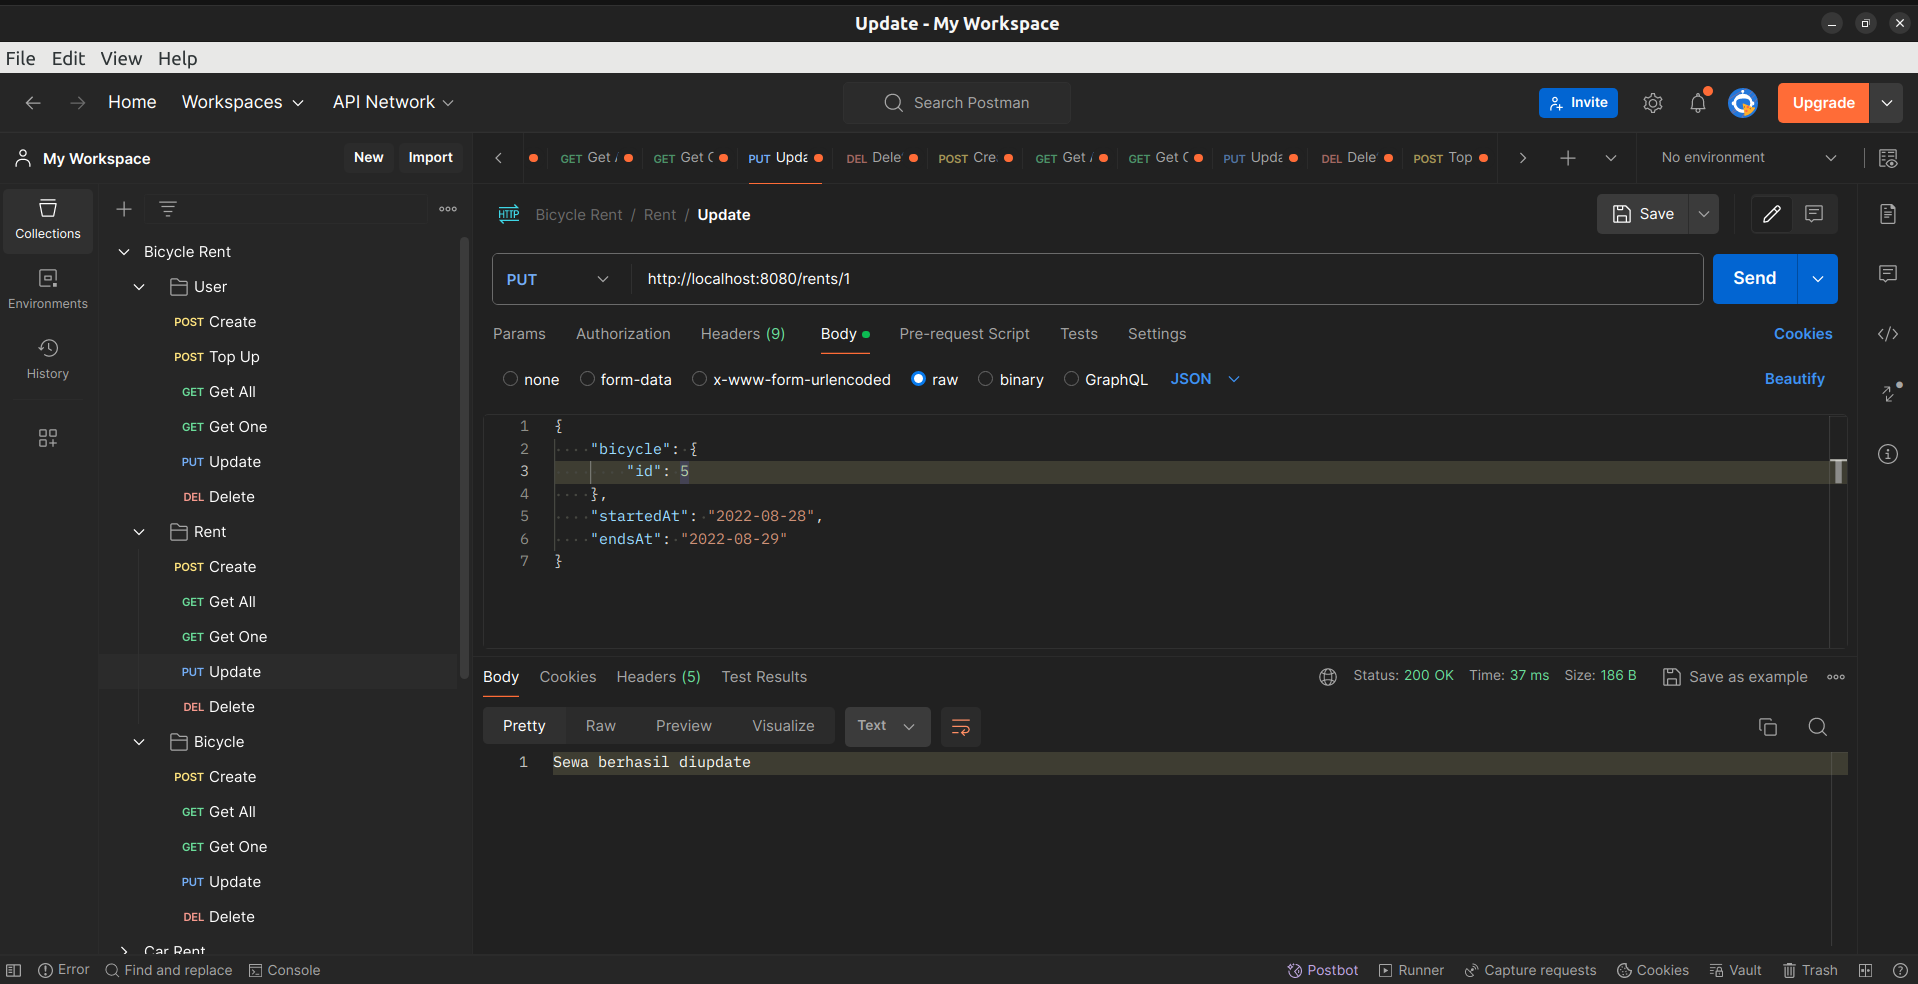 Update - My Workspace
File Edit View Help
Home Workspaces API Network Search Postman Invite Upgrade
My Workspace New Import
GET Get GET Get PUT Upda DEL Dele POST Cre GET Get GET Get PUT Upda DEL Dele POST Top No environment
Collections
Environments
History
Bicycle Rent
User
POST Create
POST Top Up
GET Get All
GET Get One
PUT Update
DEL Delete
Rent
POST Create
GET Get All
GET Get One
PUT Update
DEL Delete
Bicycle
POST Create
GET Get All
GET Get One
PUT Update
DEL Delete
Car Rent
HTTP Bicycle Rent / Rent / Update Save
PUT http://localhost:8080/rents/1 Send
Params Authorization Headers (9) Body Pre-request Script Tests Settings Cookies
none form-data x-www-form-urlencoded raw binary GraphQL JSON Beautify
1 {
2 "bicycle": {
3 "id": 5
4 },
5 "startedAt": "2022-08-28",
6 "endsAt": "2022-08-29"
7 }
Body Cookies Headers (5) Test Results Status: 200 OK Time: 37 ms Size: 186 B Save as example
Pretty Raw Preview Visualize Text
1 Sewa berhasil diupdate
Error Find and replace Console Postbot Runner Capture requests Cookies Vault Trash